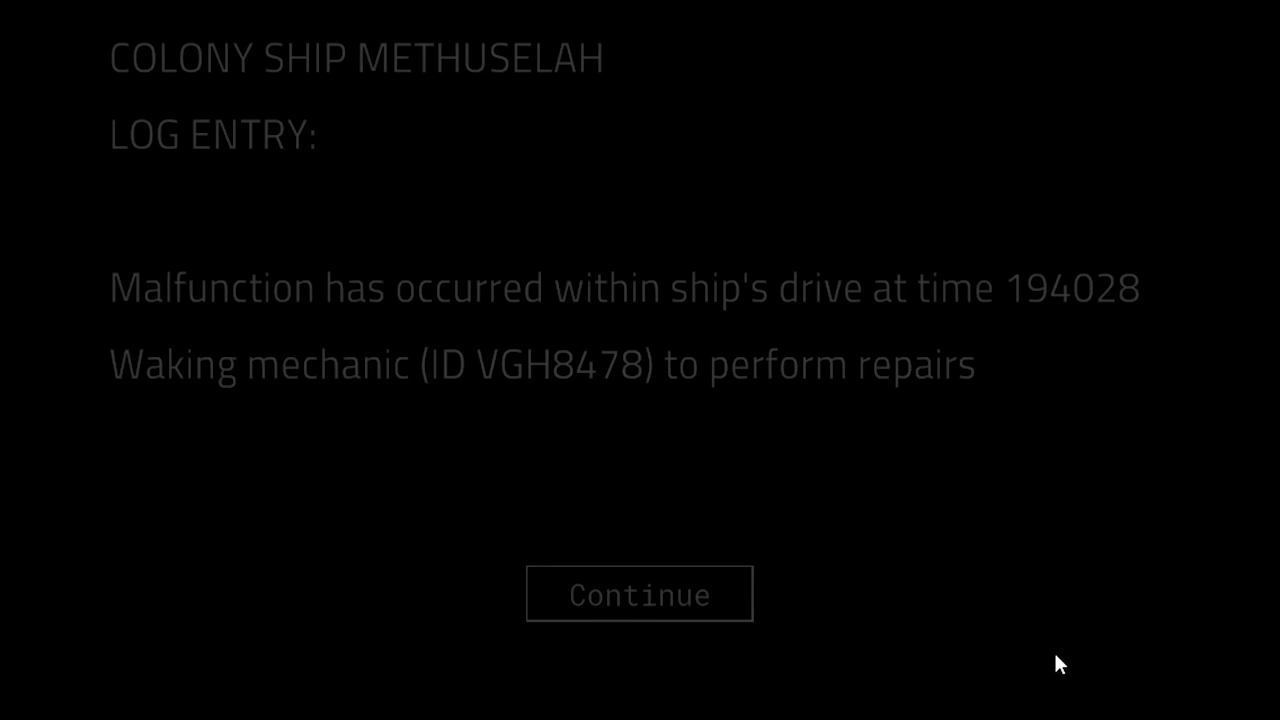 COLONY SHIP METHUSELAH
LOG ENTRY:
Malfunction has occurred within ship's drive at time 194028
Waking mechanic (ID VGH8478) to perform repairs
Continue